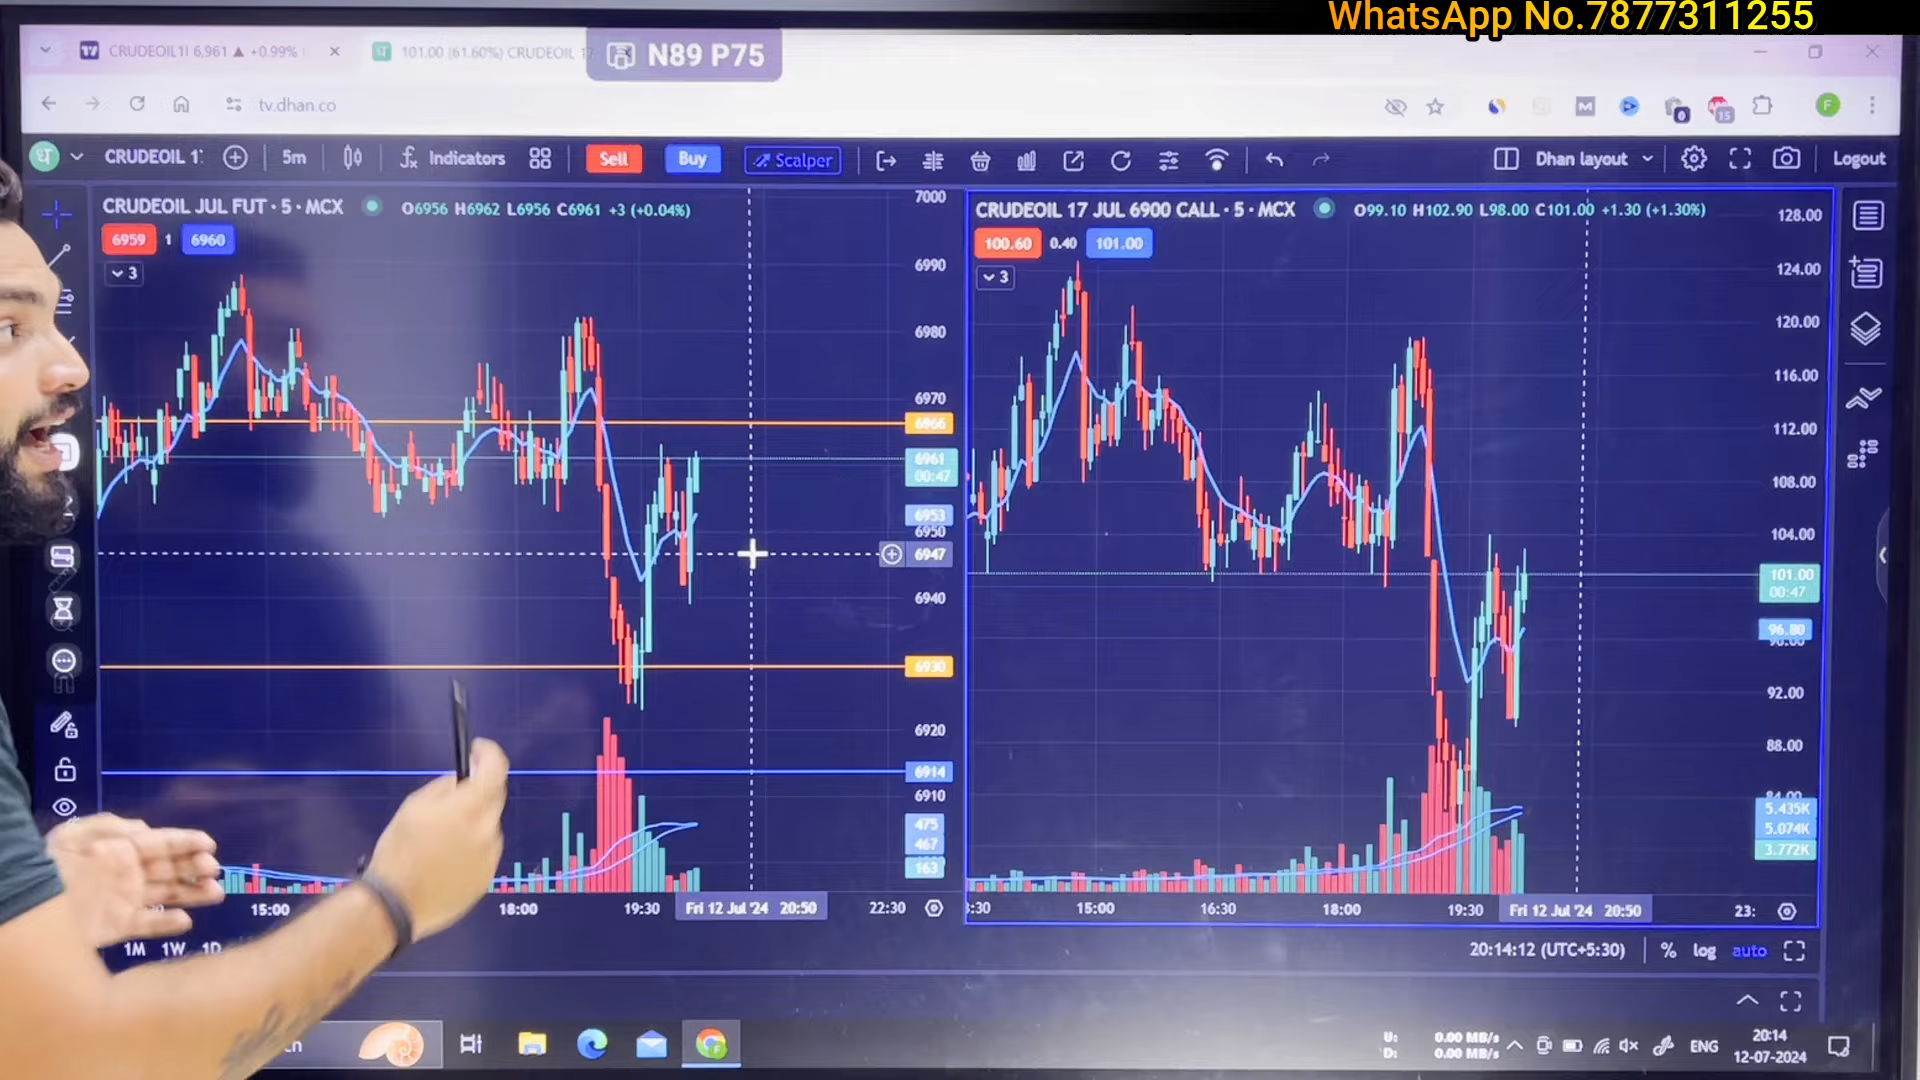 WhatsApp No.7877311255
CRUDEOIL1! 6,961 ▲ +0.99%
101.00 (61.60%) CRUDEOIL 17
N89 P75
tv.dhan.co
CRUDEOIL 1
5m
Indicators
Sell
Buy
Scalper
Dhan layout
Logout
CRUDEOIL JUL FUT · 5 · MCX
O6956 H6962 L6956 C6961 +3 (+0.04%)
6959 1 6960
3
7000
6990
6980
6970
6966
6961
00:47
6953
6950
6947
6940
6930
6920
6914
6910
475
467
163
15:00
18:00
19:30
Fri 12 Jul '24 20:50
22:30
CRUDEOIL 17 JUL 6900 CALL · 5 · MCX
O99.10 H102.90 L98.00 C101.00 +1.30 (+1.30%)
100.60 0.40 101.00
3
128.00
124.00
120.00
116.00
112.00
108.00
104.00
101.00
00:47
96.80
92.00
88.00
84.00
5.435K
5.074K
3.772K
:30
15:00
16:30
18:00
19:30
Fri 12 Jul '24 20:50
23:
1M 1W 1D
20:14:12 (UTC+5:30)
%
log
auto
U: 0.00 MB/s
D: 0.00 MB/s
ENG
20:14
12-07-2024